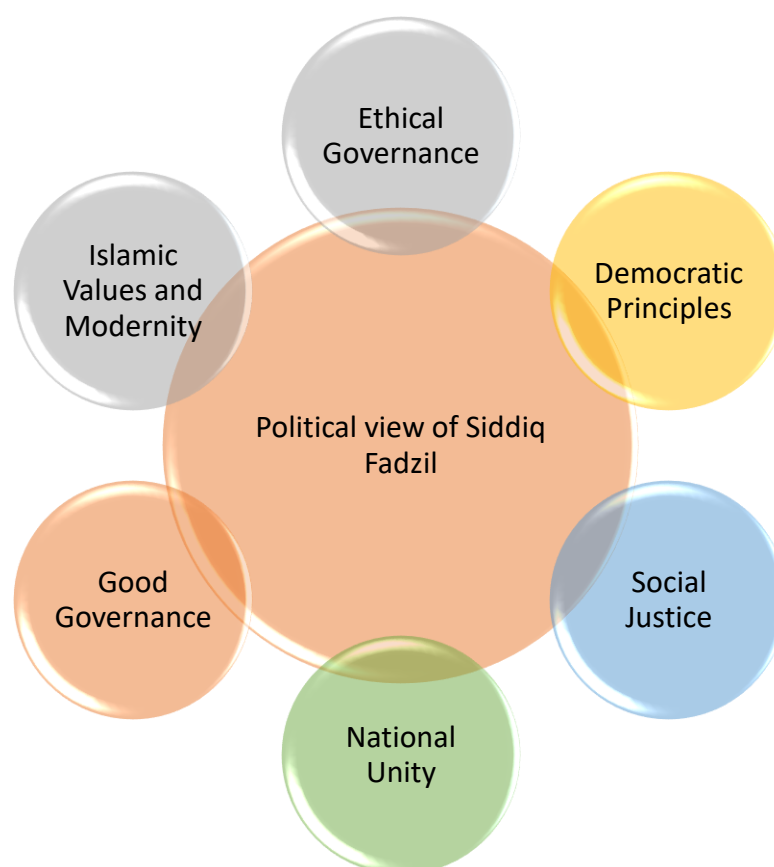 Ethical
Governance
Democratic
Principles
Social
Justice
National
Unity
Good
Governance
Islamic
Values and
Modernity
Political view of Siddiq
Fadzil